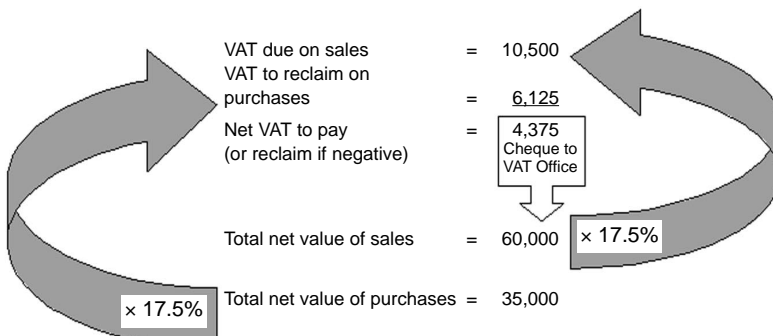 VAT due on sales = 10,500
VAT to reclaim on
purchases = 6,125
Net VAT to pay = 4,375
(or reclaim if negative)
Cheque to
VAT Office
Total net value of sales = 60,000
× 17.5%
Total net value of purchases = 35,000
× 17.5%